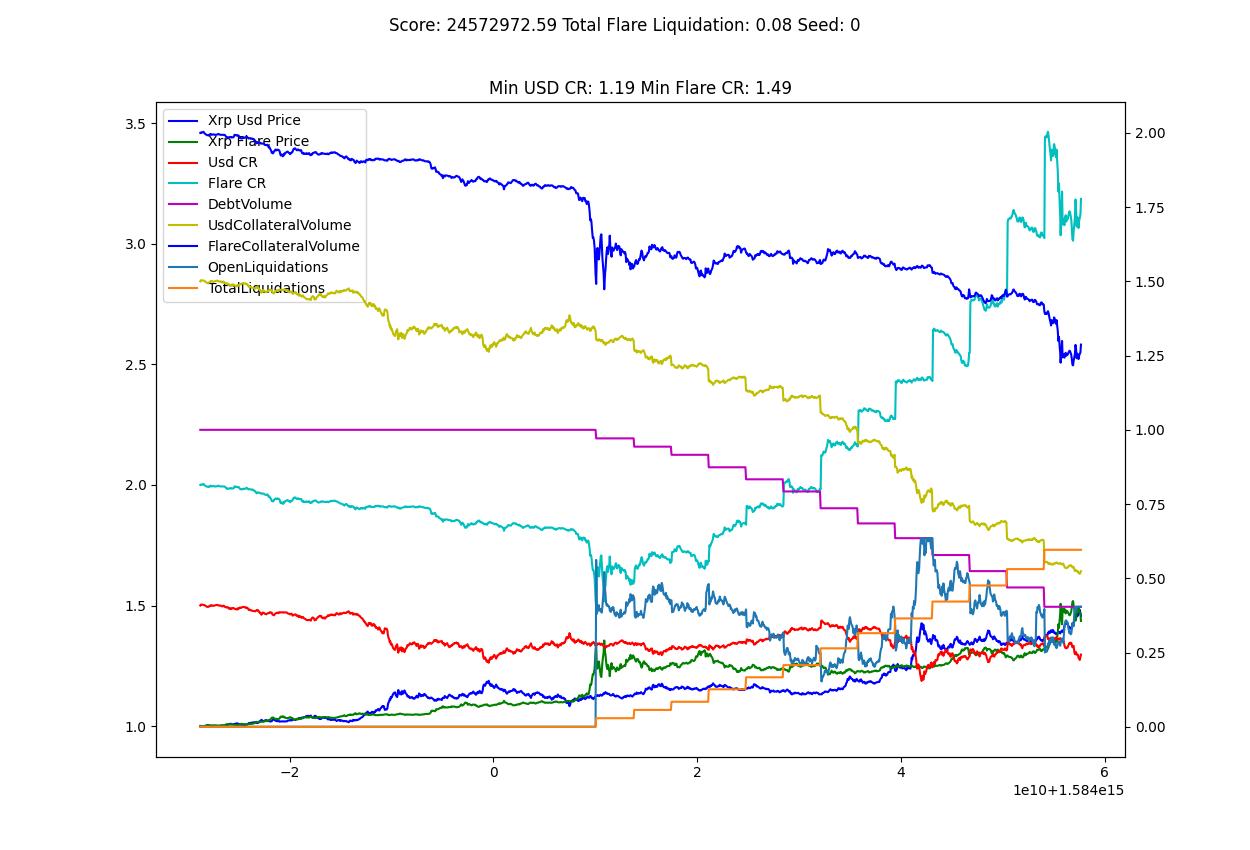 Score: 24572972.59 Total Flare Liquidation: 0.08 Seed: 0
Min USD CR: 1.19 Min Flare CR: 1.49
3.5
3.0
2.5
2.0
1.5
1.0
Xrp Usd Price
Xrp Flare Price
Usd CR
Flare CR
DebtVolume
UsdCollateralVolume
FlareCollateralVolume
OpenLiquidations
TotalLiquidations
2.00
1.75
1.50
1.25
1.00
0.75
0.50
0.25
0.00
−2
0
2
4
6
1e10+1.584e15